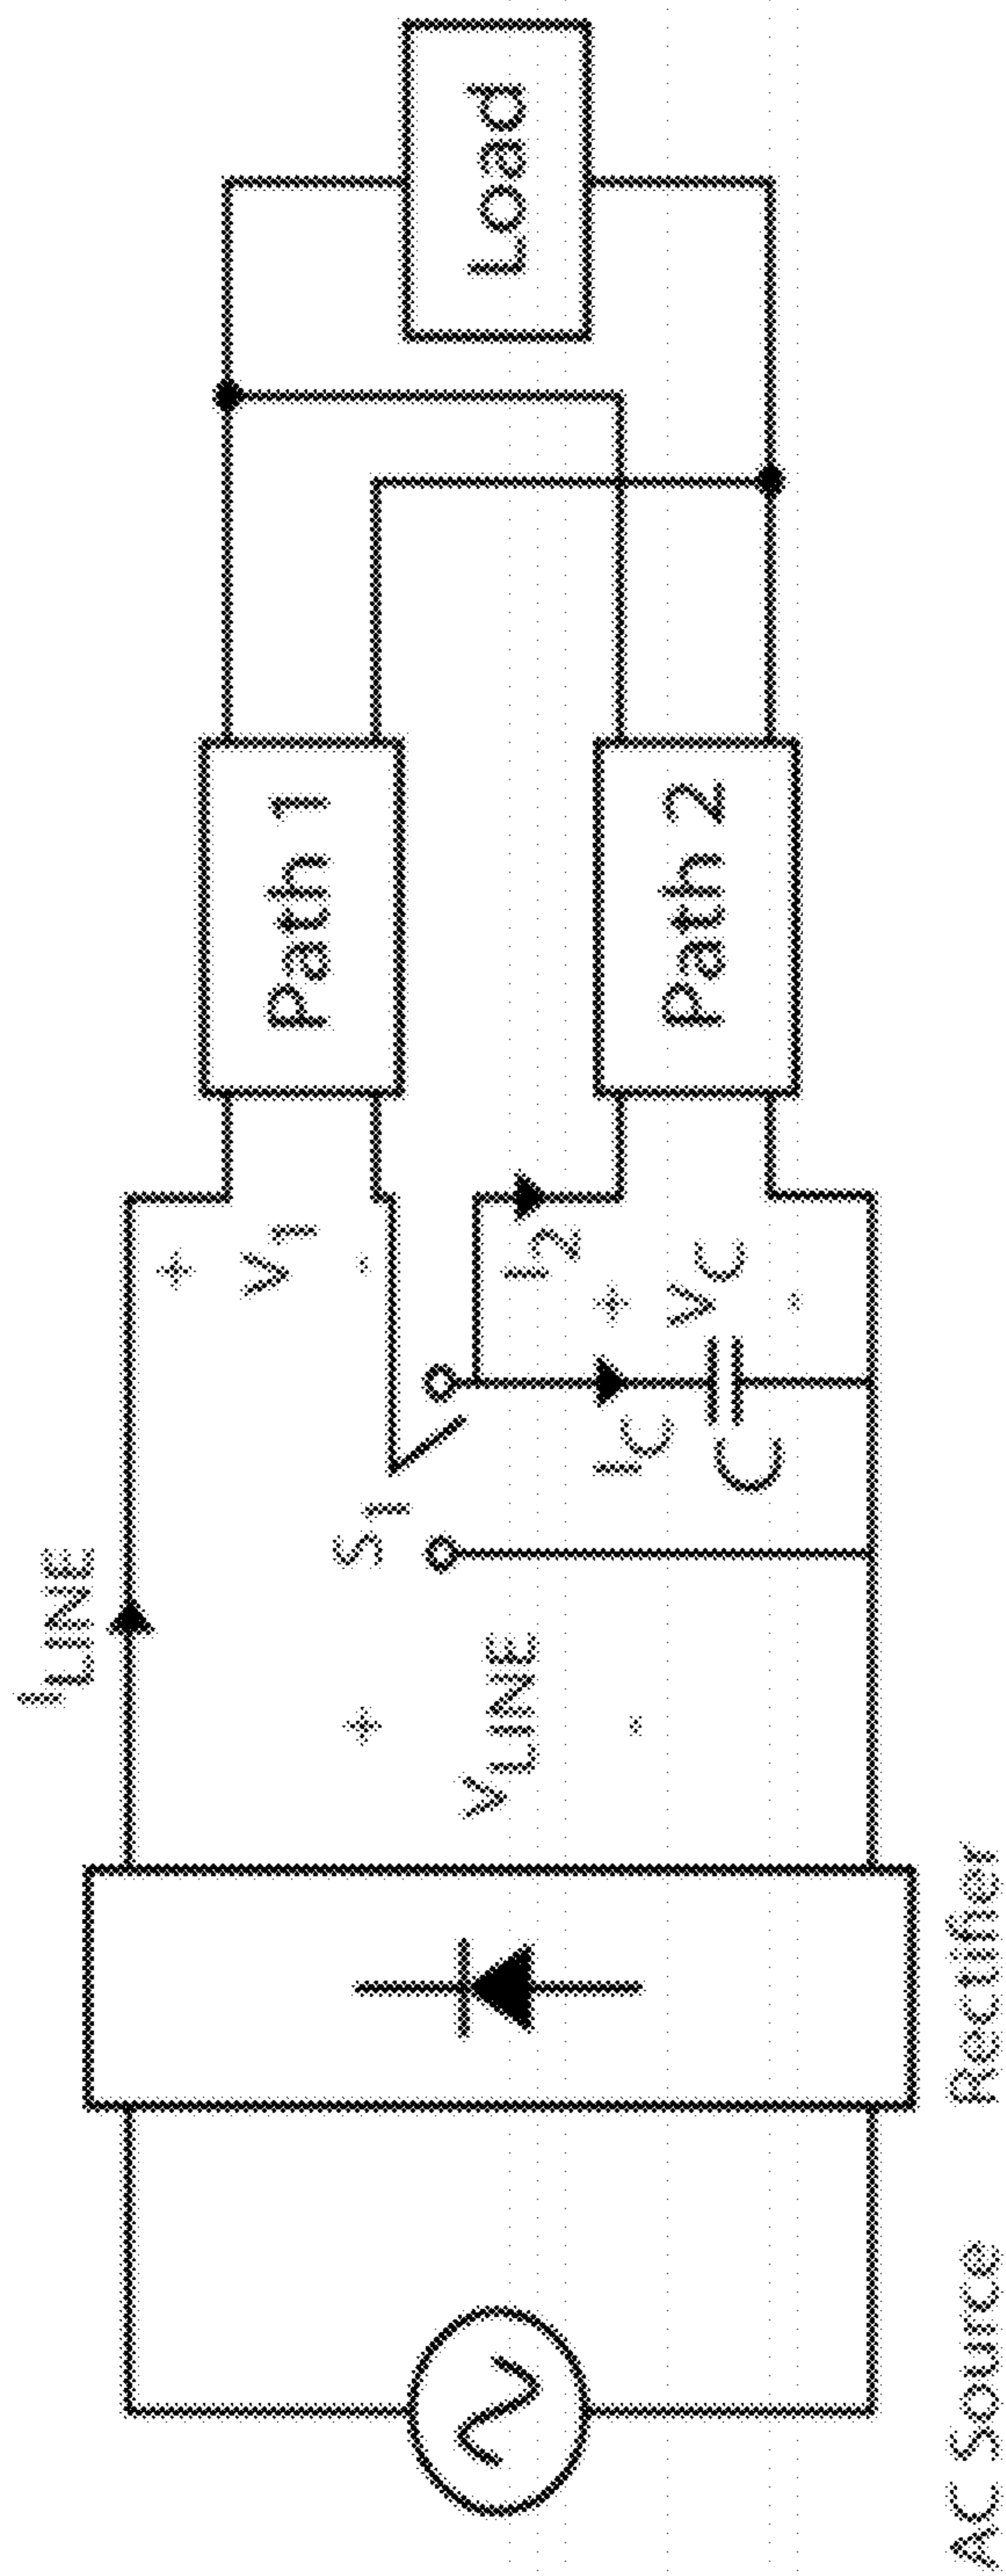 I_LINE
+
V_LINE
-
S_1
+
V_1
-
I_C
C
I_2
+
V_C
-
Path 1
Path 2
Load
AC Source
Rectifier